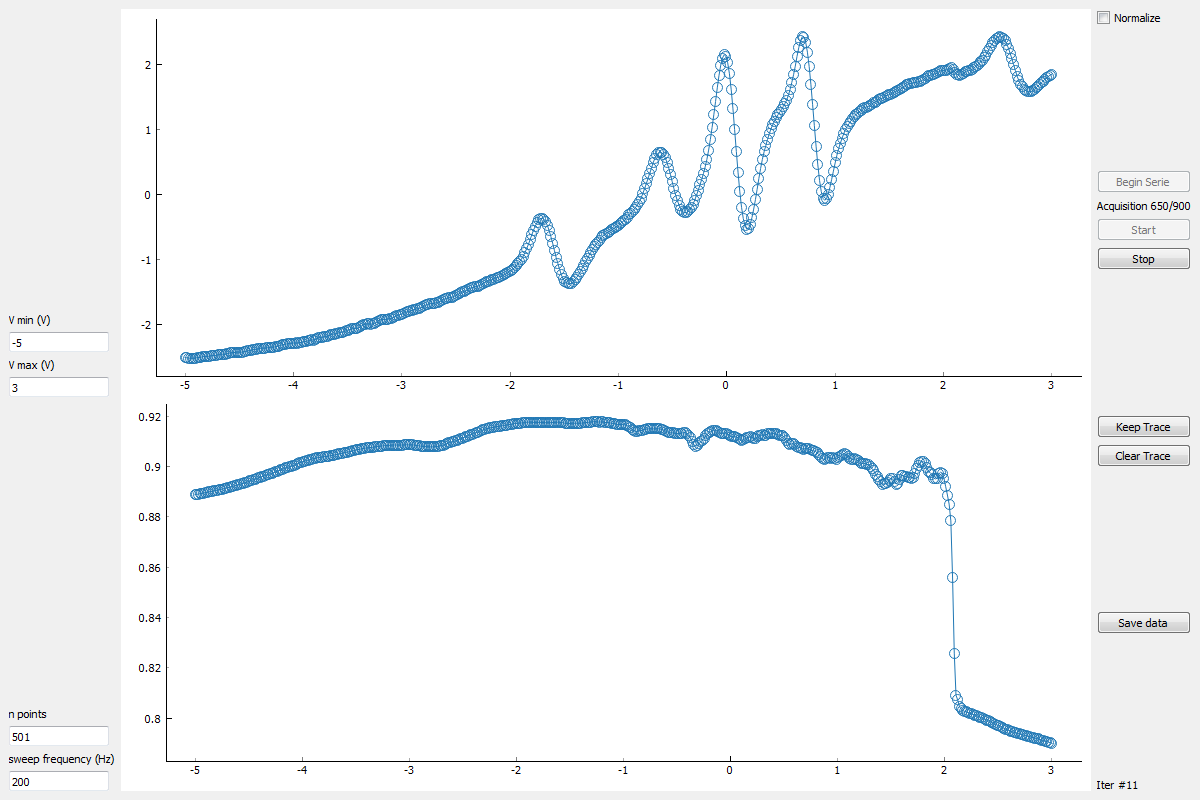 Normalize
2
1
0
-1
-2
-5
-4
-3
-2
-1
0
1
2
3
Begin Serie
Acquisition 650/900
Start
Stop
V min (V)
-5
V max (V)
3
0.92
0.9
0.88
0.86
0.84
0.82
0.8
-5
-4
-3
-2
-1
0
1
2
3
Keep Trace
Clear Trace
Save data
n points
501
sweep frequency (Hz)
200
Iter #11